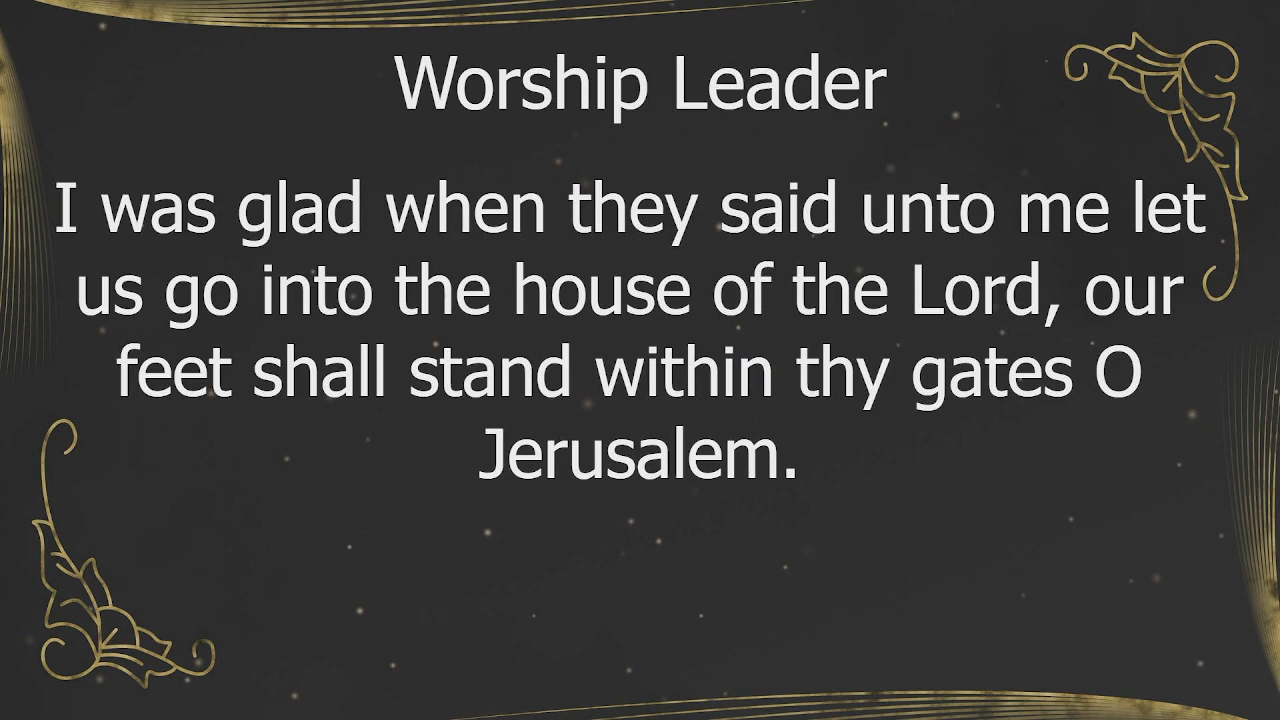 Worship Leader
I was glad when they said unto me let
us go into the house of the Lord, our
feet shall stand within thy gates O
Jerusalem.